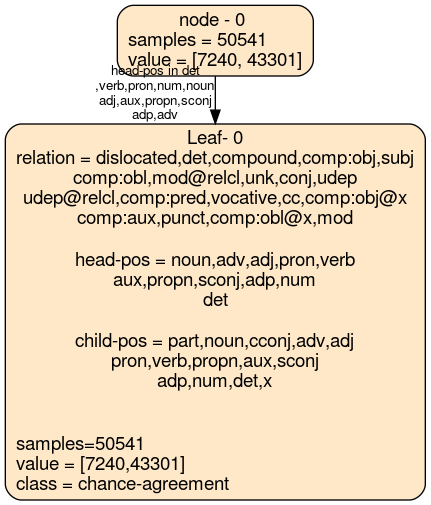 node - 0
samples = 50541
value = [7240, 43301]
head-pos in det
,verb,pron,num,noun
adj,aux,propn,sconj
adp,adv
Leaf- 0
relation = dislocated,det,compound,comp:obj,subj
comp:obl,mod@relcl,unk,conj,udep
udep@relcl,comp:pred,vocative,cc,comp:obj@x
comp:aux,punct,comp:obl@x,mod
head-pos = noun,adv,adj,pron,verb
aux,propn,sconj,adp,num
det
child-pos = part,noun,cconj,adv,adj
pron,verb,propn,aux,sconj
adp,num,det,x
samples=50541
value = [7240,43301]
class = chance-agreement